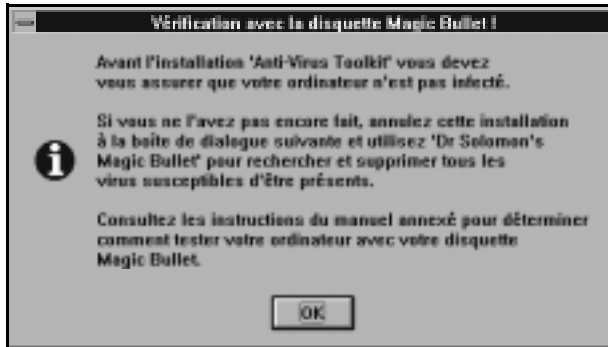 Vérification avec la disquette Magic Bullet !
Avant l'installation 'Anti-Virus Toolkit' vous devez
vous assurer que votre ordinateur n'est pas infecté.
Si vous ne l'avez pas encore fait, annulez cette installation
à la boîte de dialogue suivante et utilisez 'Dr Solomon's
Magic Bullet' pour rechercher et supprimer tous les
virus susceptibles d'être présents.
Consultez les instructions du manuel annexé pour déterminer
comment tester votre ordinateur avec votre disquette
Magic Bullet.
OK